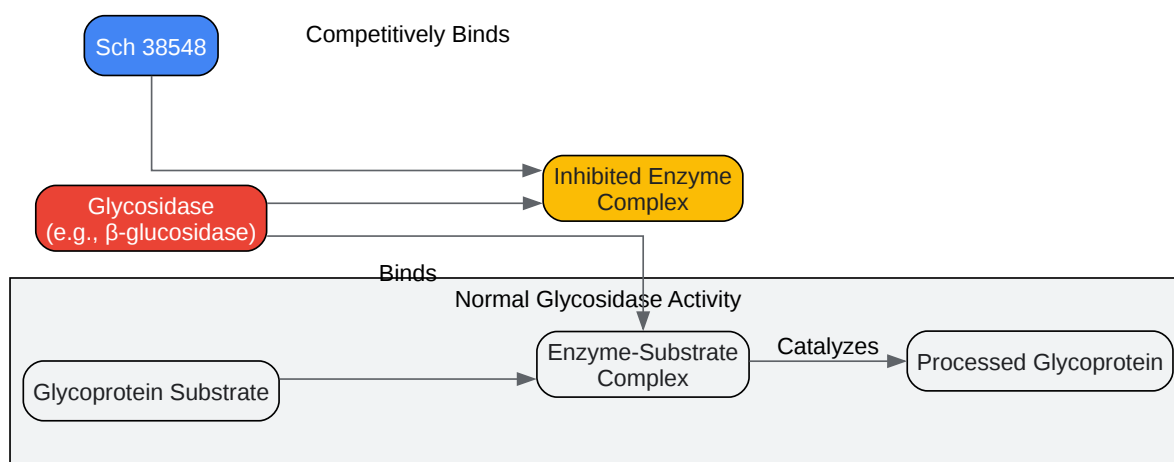 Sch 38548
Competitively Binds
Inhibited Enzyme
Complex
Glycosidase
(e.g., β-glucosidase)
Binds
Normal Glycosidase Activity
Enzyme-Substrate
Complex
Catalyzes
Processed Glycoprotein
Glycoprotein Substrate